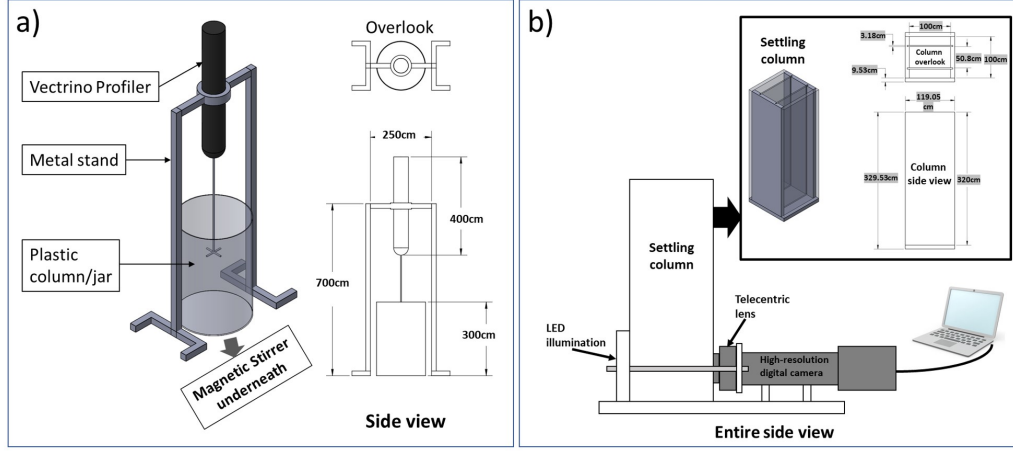 a)
Overlook
Vectrino Profiler
Metal stand
Plastic
column/jar
Magnetic Stirrer
underneath
250cm
400cm
700cm
300cm
Side view
b)
Settling
column
100cm
3.18cm
Column
overlook
50.8cm
100cm
9.53cm
119.05
cm
329.53cm
Column
side view
320cm
Settling
column
Telecentric
lens
LED
illumination
High-resolution
digital camera
Entire side view